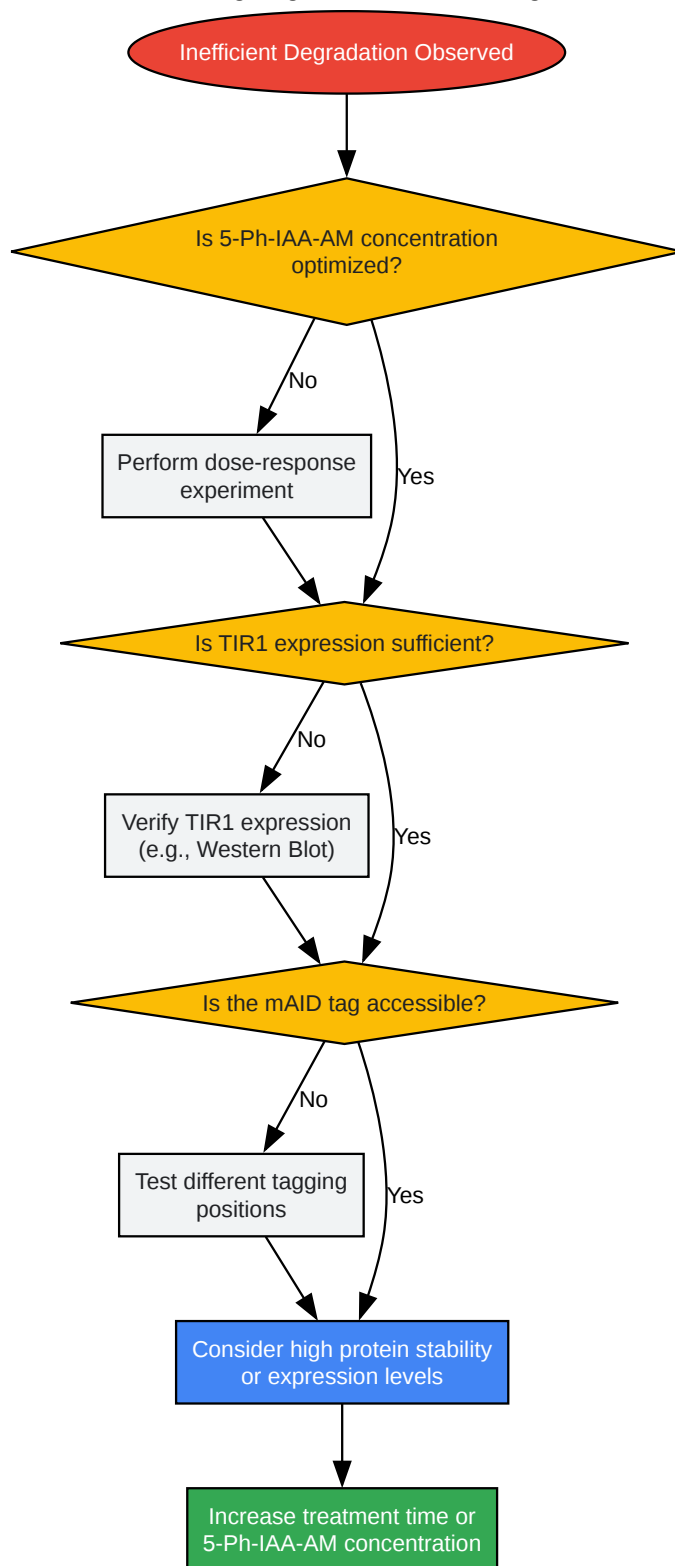 Inefficient Degradation Observed
Is 5-Ph-IAA-AM concentration
optimized?
No
Perform dose-response
experiment
Yes
Is TIR1 expression sufficient?
No
Verify TIR1 expression
(e.g., Western Blot)
Yes
Is the mAID tag accessible?
No
Test different tagging
positions
Yes
Consider high protein stability
or expression levels
Increase treatment time or
5-Ph-IAA-AM concentration